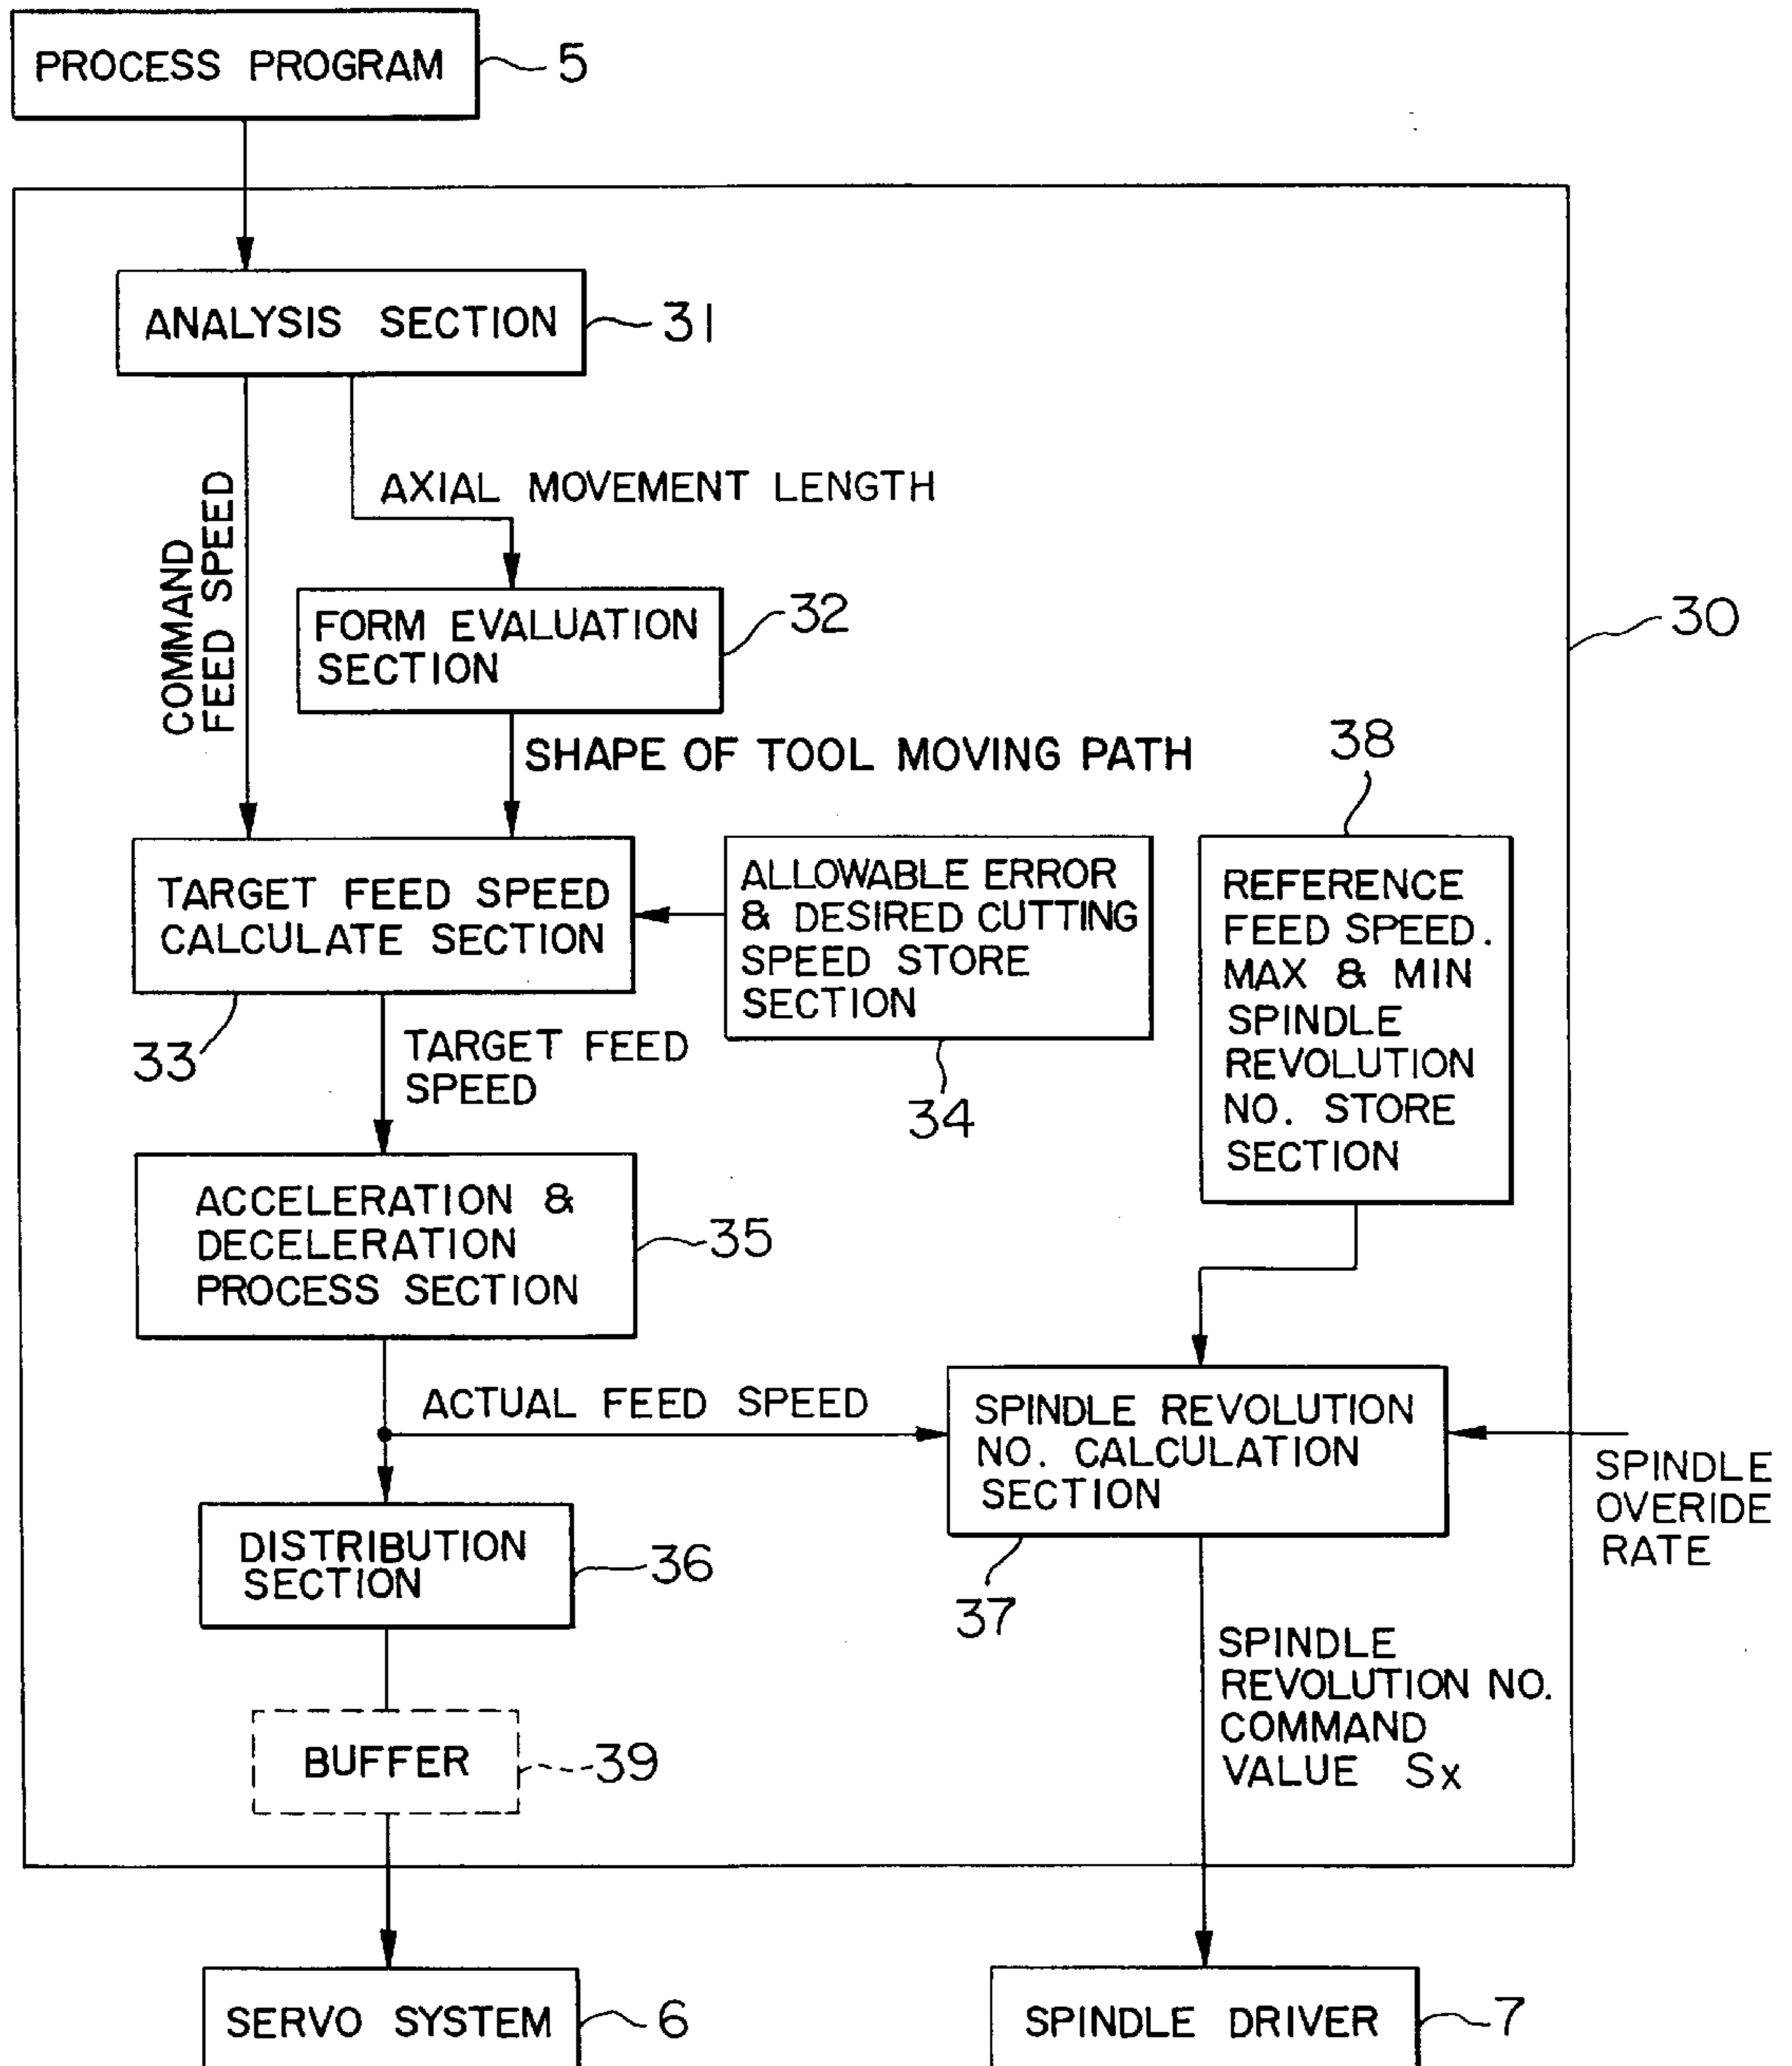 PROCESS PROGRAM
5
ANALYSIS SECTION
31
AXIAL MOVEMENT LENGTH
COMMAND
FEED SPEED
FORM EVALUATION
SECTION
32
30
SHAPE OF TOOL MOVING PATH
38
TARGET FEED SPEED
CALCULATE SECTION
33
ALLOWABLE ERROR
& DESIRED CUTTING
SPEED STORE
SECTION
34
REFERENCE
FEED SPEED.
MAX & MIN
SPINDLE
REVOLUTION
NO. STORE
SECTION
TARGET FEED
SPEED
ACCELERATION &
DECELERATION
PROCESS SECTION
35
ACTUAL FEED SPEED
SPINDLE REVOLUTION
NO. CALCULATION
SECTION
37
SPINDLE
OVERIDE
RATE
DISTRIBUTION
SECTION
36
SPINDLE
REVOLUTION NO.
COMMAND
VALUE Sx
BUFFER
39
SERVO SYSTEM
6
SPINDLE DRIVER
7